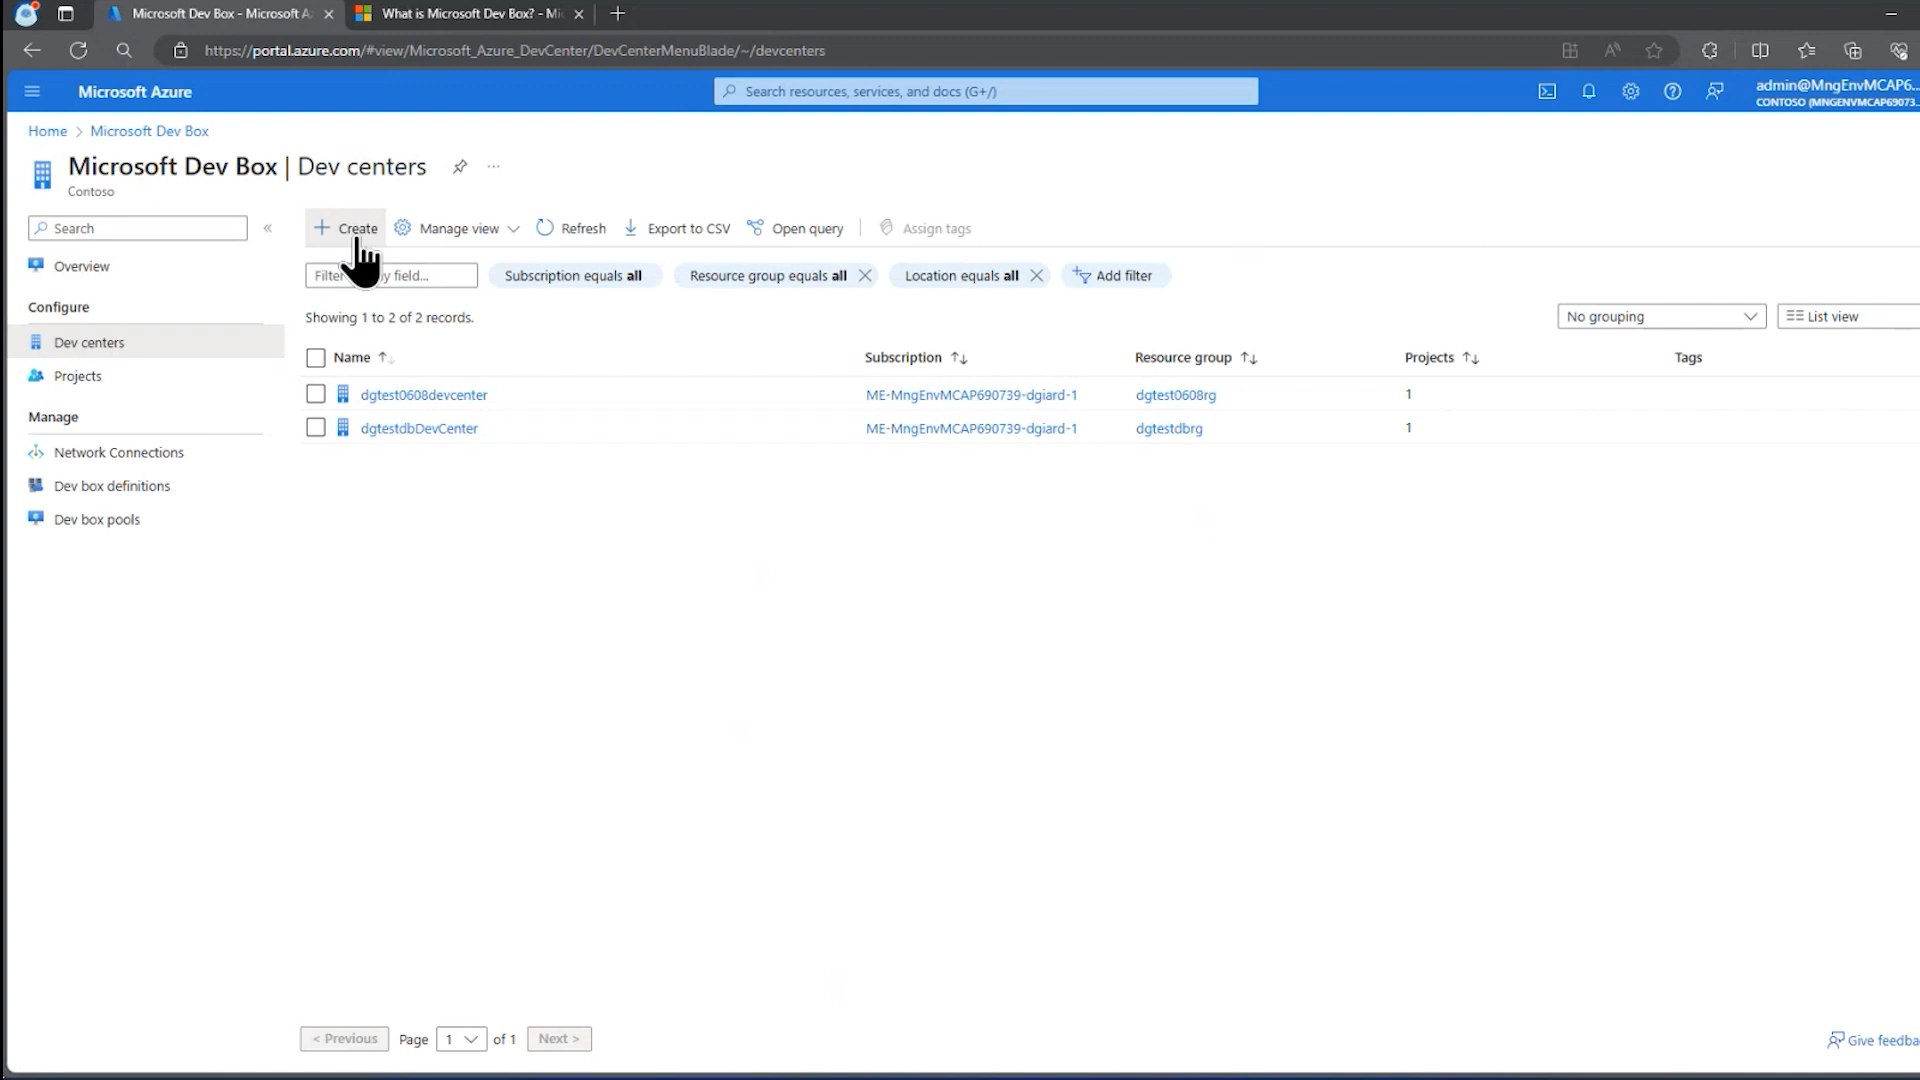 Microsoft Dev Box - Microsoft A
What is Microsoft Dev Box? - Mi
https://portal.azure.com/#view/Microsoft_Azure_DevCenter/DevCenterMenuBlade/~/devcenters
Microsoft Azure
Search resources, services, and docs (G+/)
admin@MngEnvMCAP6...
CONTOSO (MNGENVMCAP69073...
Home > Microsoft Dev Box
Microsoft Dev Box | Dev centers
Contoso
Search
Create
Manage view
Refresh
Export to CSV
Open query
Assign tags
Overview
Configure
Dev centers
Projects
Manage
Network Connections
Dev box definitions
Dev box pools
Filter y field...
Subscription equals all
Resource group equals all
Location equals all
Add filter
Showing 1 to 2 of 2 records.
No grouping
List view
Name
Subscription
Resource group
Projects
Tags
dgtest0608devcenter
ME-MngEnvMCAP690739-dgiard-1
dgtest0608rg
1
dgtestdbDevCenter
ME-MngEnvMCAP690739-dgiard-1
dgtestdbrg
1
< Previous
Page
1
of 1
Next >
Give feedba